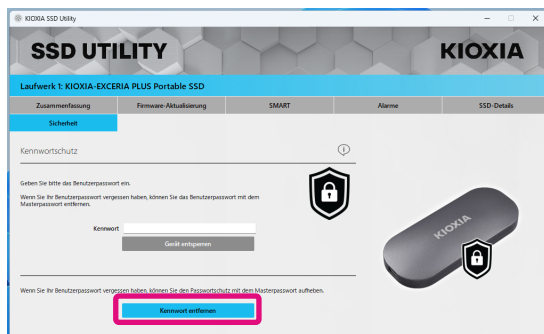 KIOXIA SSD Utility
SSD UTILITY
KIOXIA
Laufwerk 1: KIOXIA-EXCERIA PLUS Portable SSD
Zusammenfassung
Firmware-Aktualisierung
SMART
Alarme
SSD-Details
Sicherheit
Kennwortschutz
Geben Sie bitte das Benutzerpasswort ein.
Wenn Sie Ihr Benutzerpasswort vergessen haben, können Sie das Benutzerpasswort mit dem
Masterpasswort entfernen.
Kennwort
Gerät entsperren
KIOXIA
Wenn Sie Ihr Benutzerpasswort vergessen haben, können Sie den Passwortschutz mit dem Masterpasswort aufheben.
Kennwort entfernen